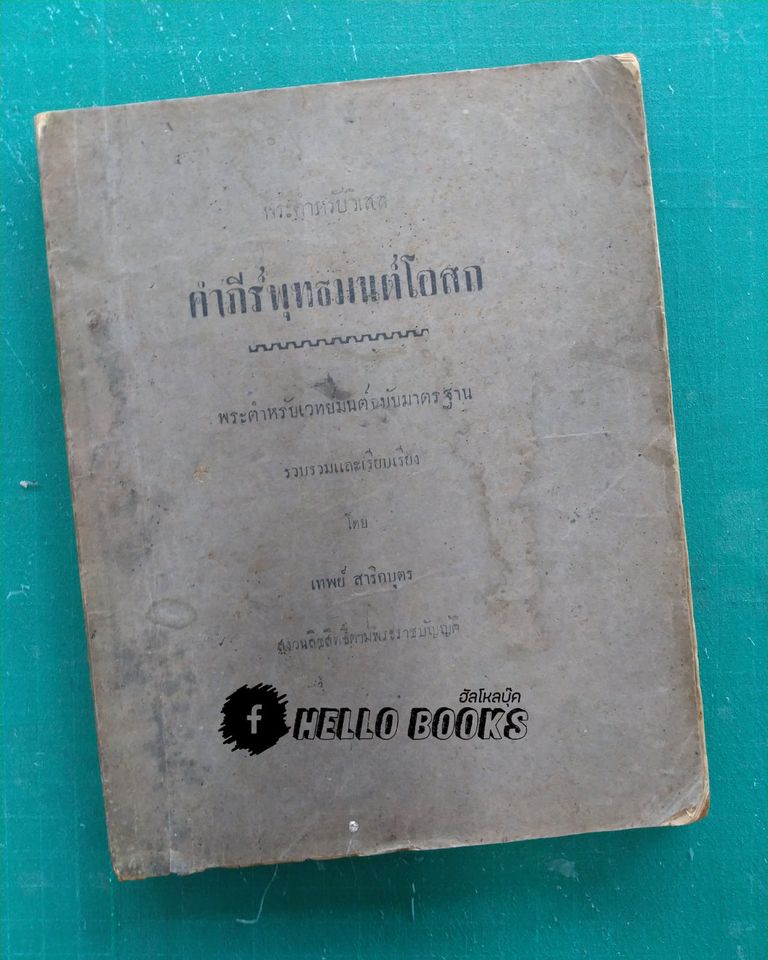 พระตำหรับวิเสส
คำภีร์พุทธมนต์โอสถ
พระตำหรับเวทย์มนต์ฉบับมาตรฐาน
รวบรวมและเรียบเรียง
โดย
เทพย์ สาริกบุตร
สงวนลิขสิทธิ์ตามพระราชบัญญัติ
ฮัลโหลบุ๊ค
f HELLO BOOKS